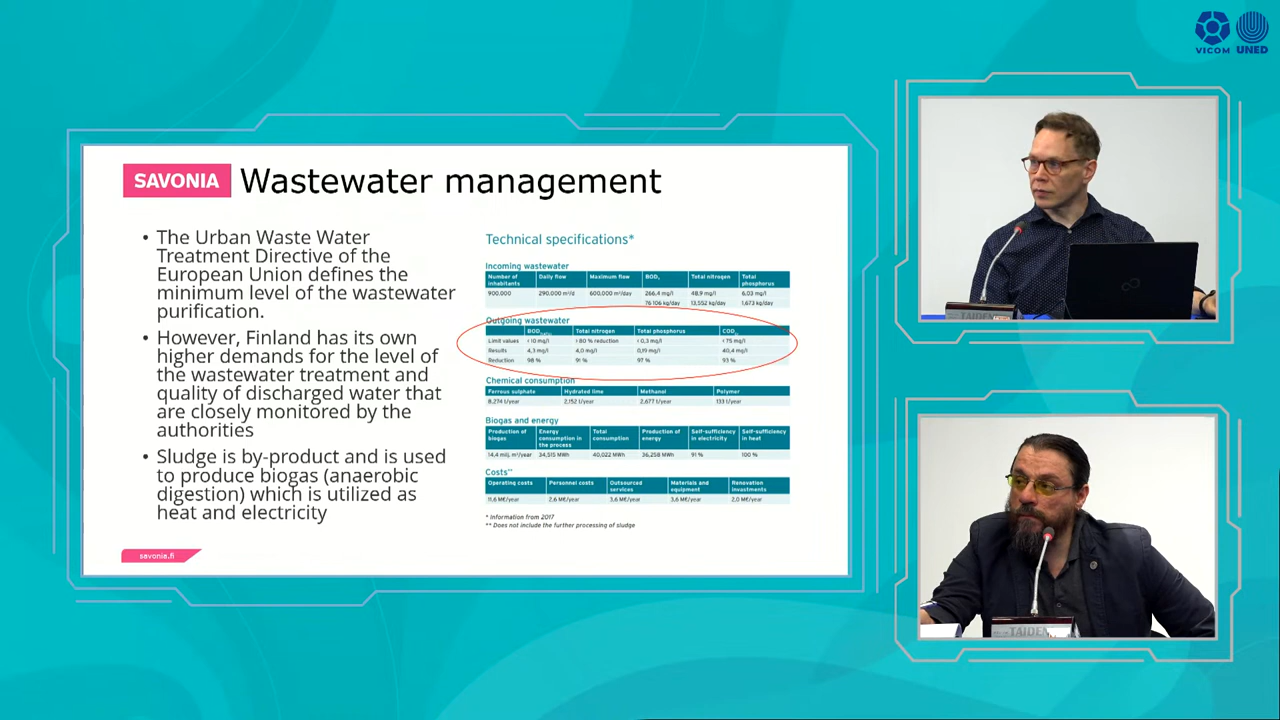 VICOM UNED
SAVONIA Wastewater management
• The Urban Waste Water
Treatment Directive of the
European Union defines the
minimum level of the wastewater
purification.
• However, Finland has its own
higher demands for the level of
the wastewater treatment and
quality of discharged water that
are closely monitored by the
authorities
• Sludge is by-product and is used
to produce biogas (anaerobic
digestion) which is utilized as
heat and electricity
savonia.fi
Technical specifications*
Incoming wastewater
Number of inhabitants Daily flow Maximum flow BOD₇ Total nitrogen Total phosphorus
900,000 290,000 m³/d 600,000 m³/day 266,4 mg/l 48,9 mg/l 6,03 mg/l
76 106 kg/day 13,552 kg/day 1,673 kg/day
Outgoing wastewater
Total nitrogen Total phosphorus
Limit values < 10 mg/l > 80 % reduction < 0,3 mg/l < 75 mg/l
Results 4,3 mg/l 4,0 mg/l 0,19 mg/l 40,4 mg/l
Reduction 98 % 91 % 97 % 93 %
Chemical consumption
Ferrous sulphate Hydrated lime Methanol Polymer
8,274 t/year 2,152 t/year 2,677 t/year 133 t/year
Biogas and energy
Production of biogas Energy consumption in the process Total consumption Production of energy Self-sufficiency in electricity Self-sufficiency in heat
14,4 milj. m³/year 34,515 MWh 40,022 MWh 36,258 MWh 91 % 100 %
Costs**
Operating costs Personnel costs Outsourced services Materials and equipment Renovation investments
11,6 M€/year 2,6 M€/year 3,6 M€/year 3,6 M€/year 2,0 M€/year
* Information from 2017
** Does not include the further processing of sludge
TAIDEN
TAIDEN